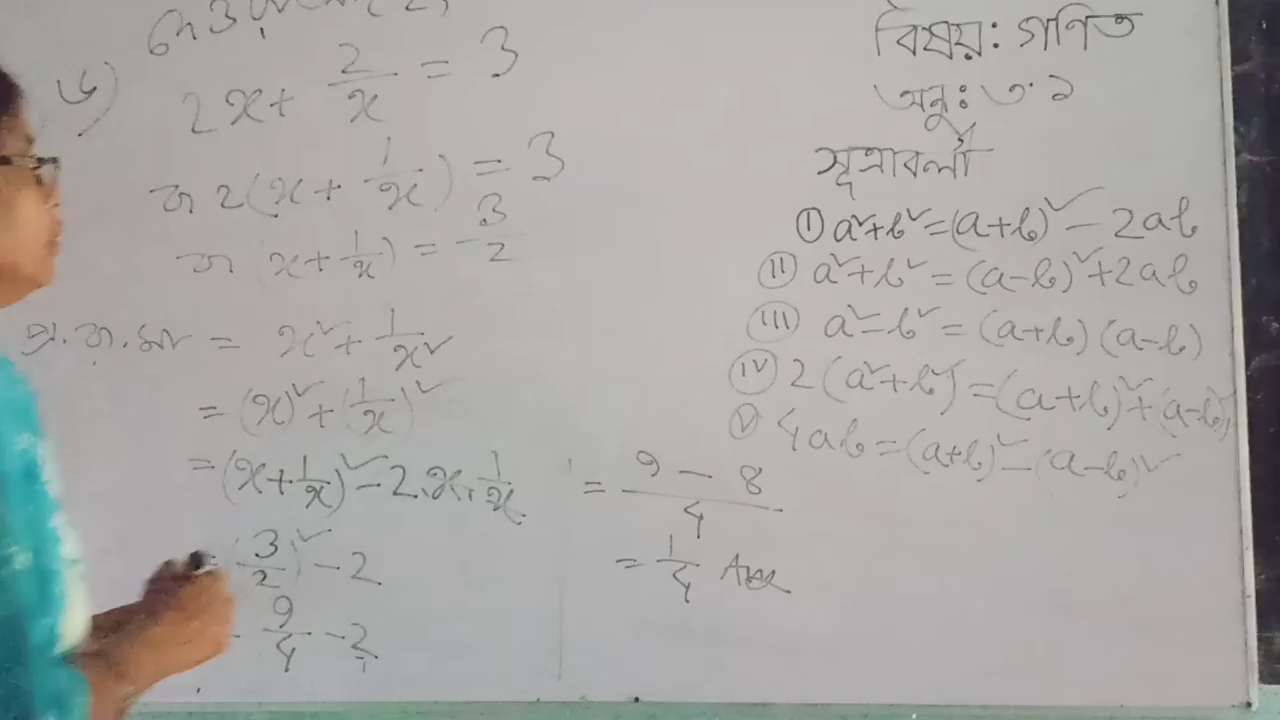 ৬) 2x + 2/x = 3
বা 2(x + 1/x) = 3
বা (x + 1/x) = 3/2
প্র. বা. মান = x² + 1/x²
= (x)² + (1/x)²
= (x + 1/x)² - 2.x.1/x
= (3/2)² - 2
= 9/4 - 2
= 9 - 8 / 4
= 1/4 Ans
বিষয়: গণিত
অনু: ৩.১
সূত্রাবলী
(i) a² + b² = (a+b)² - 2ab
(ii) a² + b² = (a-b)² + 2ab
(iii) a² - b² = (a+b) (a-b)
(iv) 2(a² + b²) = (a+b)² + (a-b)²
(v) 4ab = (a+b)² - (a-b)²